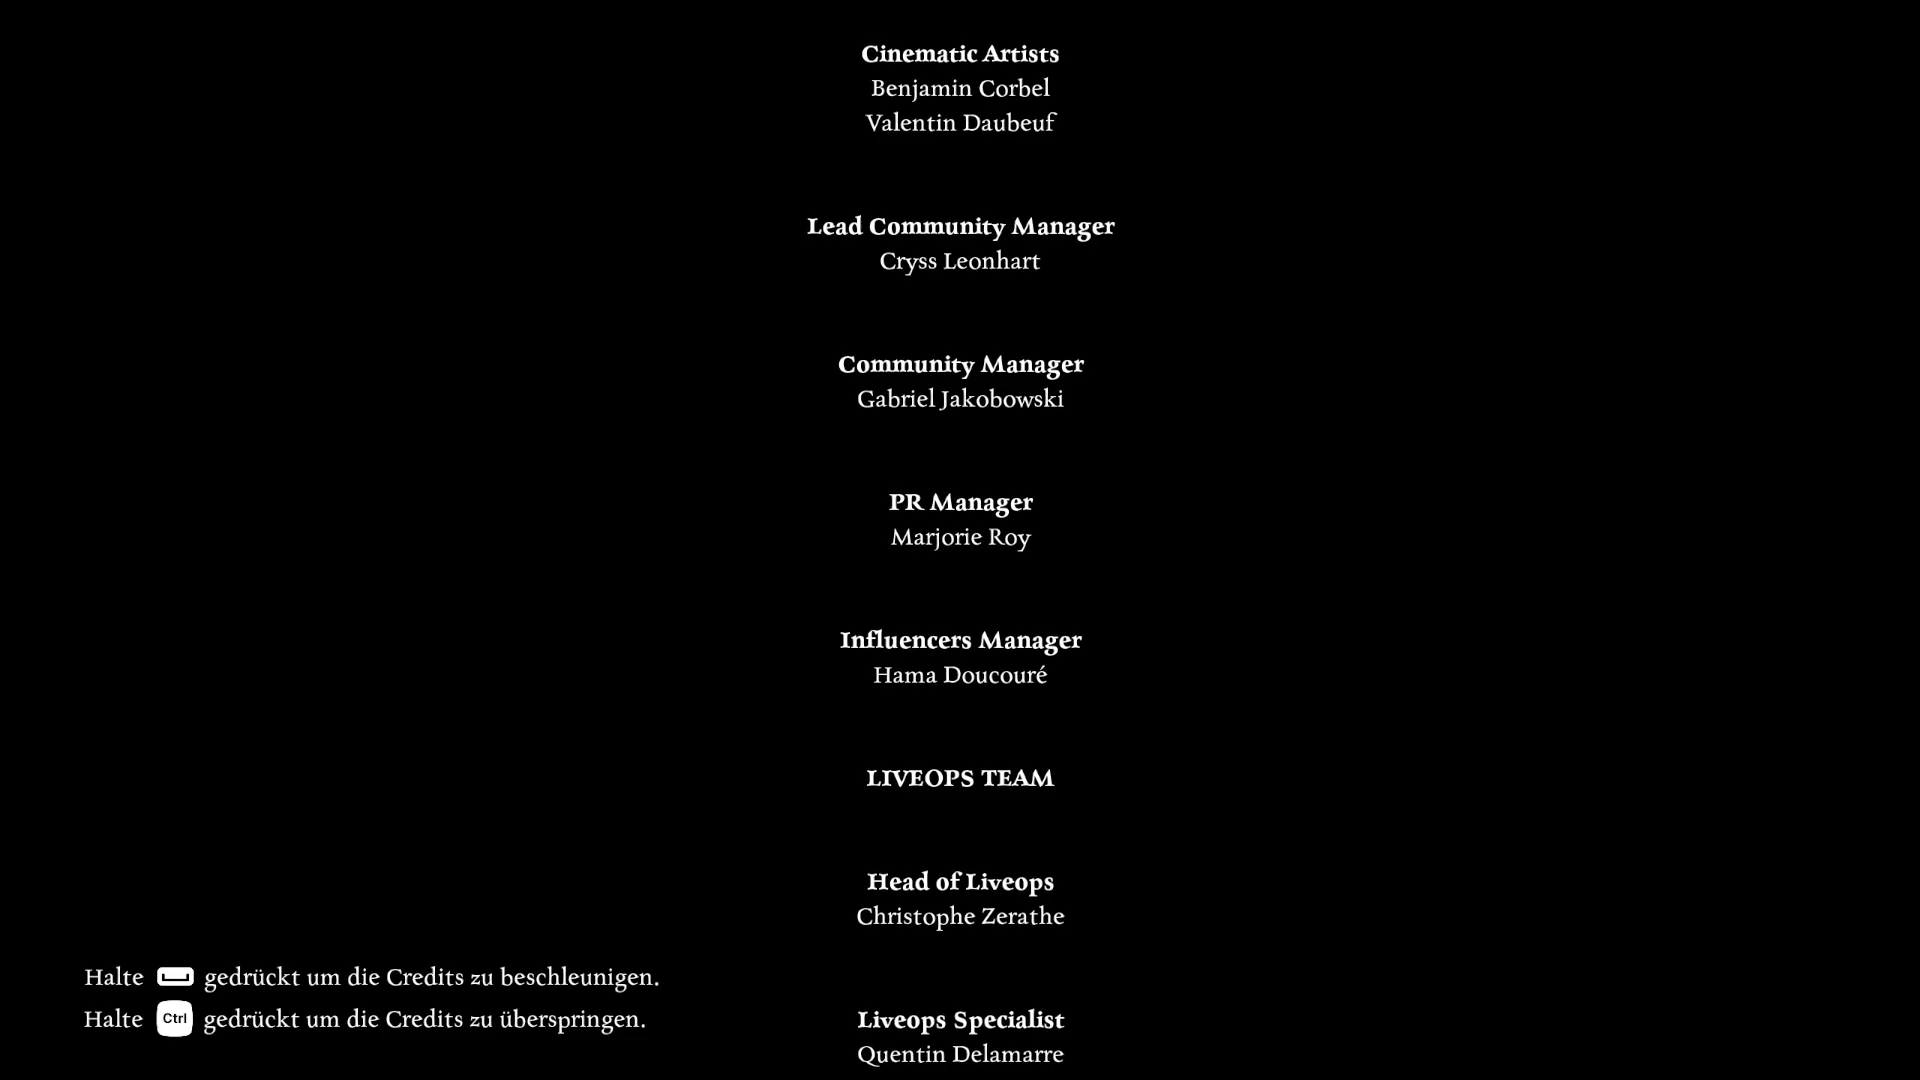 Cinematic Artists
Benjamin Corbel
Valentin Daubeuf
Lead Community Manager
Cryss Leonhart
Community Manager
Gabriel Jakobowski
PR Manager
Marjorie Roy
Influencers Manager
Hama Doucouré
LIVEOPS TEAM
Head of Liveops
Christophe Zerathe
Liveops Specialist
Quentin Delamarre
Halte gedrückt um die Credits zu beschleunigen.
Halte Ctrl gedrückt um die Credits zu überspringen.